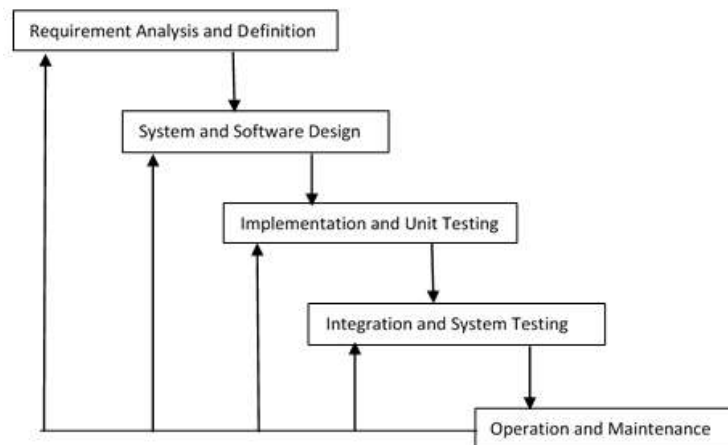 Requirement Analysis and Definition
System and Software Design
Implementation and Unit Testing
Integration and System Testing
Operation and Maintenance